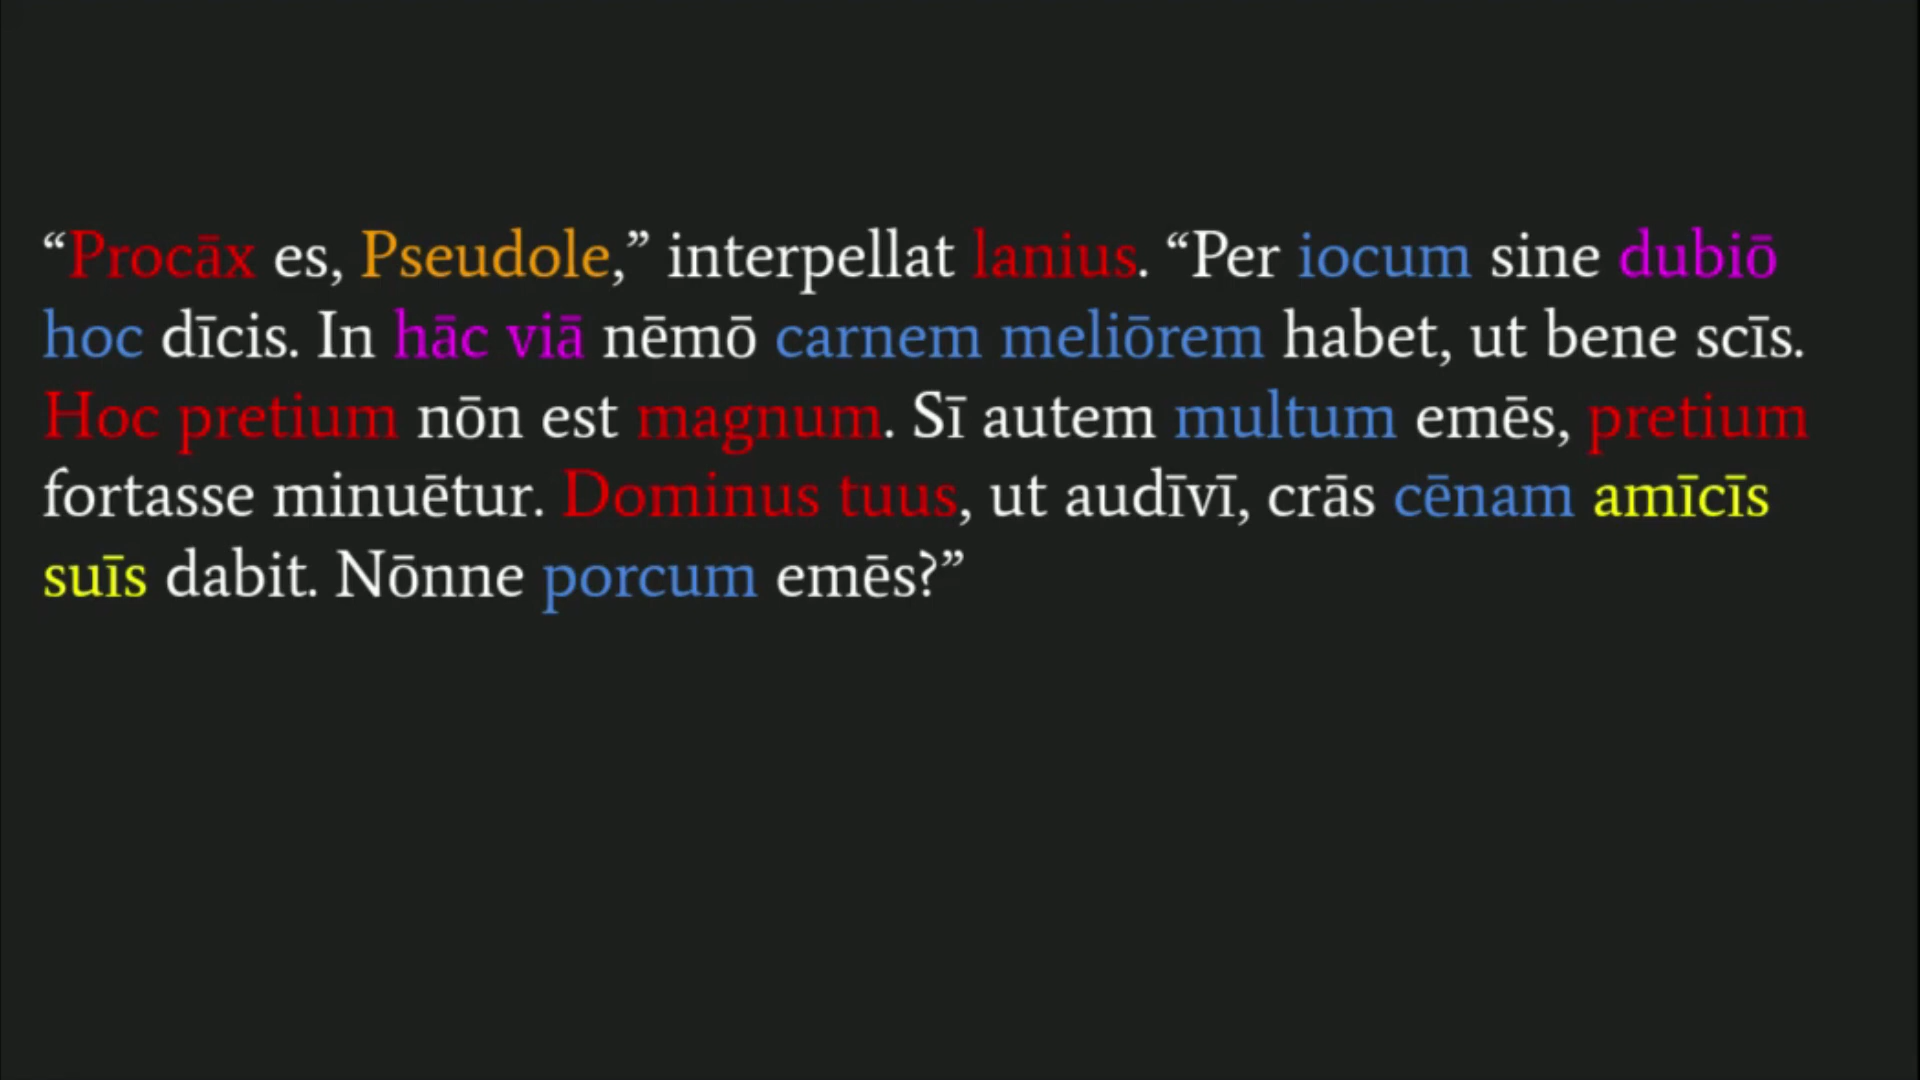 “Procāx es, Pseudole,” interpellat lanius. “Per iocum sine dubiō
hoc dīcis. In hāc viā nēmō carnem meliōrem habet, ut bene scīs.
Hoc pretium nōn est magnum. Sī autem multum emēs, pretium
fortasse minuētur. Dominus tuus, ut audīvī, crās cēnam amīcīs
suīs dabit. Nōnne porcum emēs?”